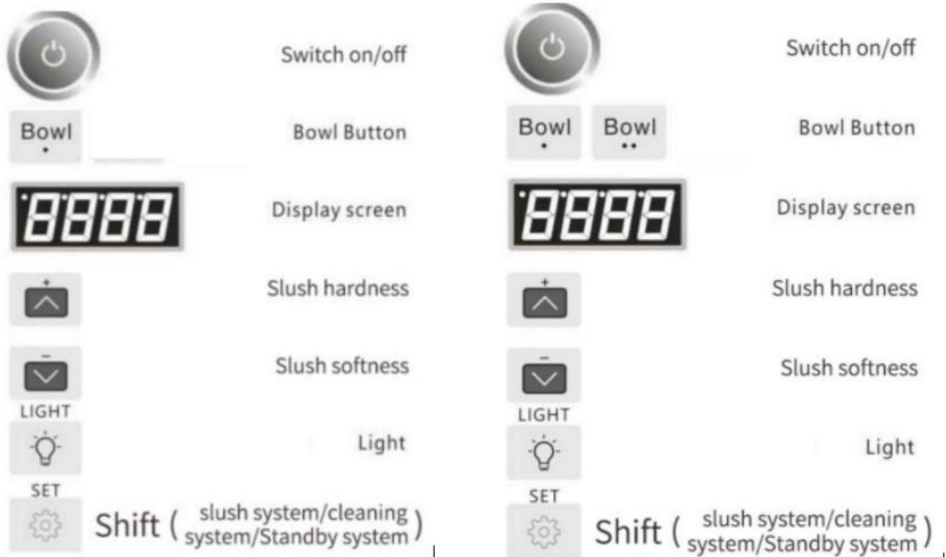 Switch on/off
Bowl
Bowl Button
8888
Display screen
+
Slush hardness
-
Slush softness
LIGHT
Light
SET
Shift ( slush system/cleaning
system/Standby system )
Switch on/off
Bowl Bowl
Bowl Button
8888
Display screen
+
Slush hardness
-
Slush softness
LIGHT
Light
SET
Shift ( slush system/cleaning
system/Standby system )